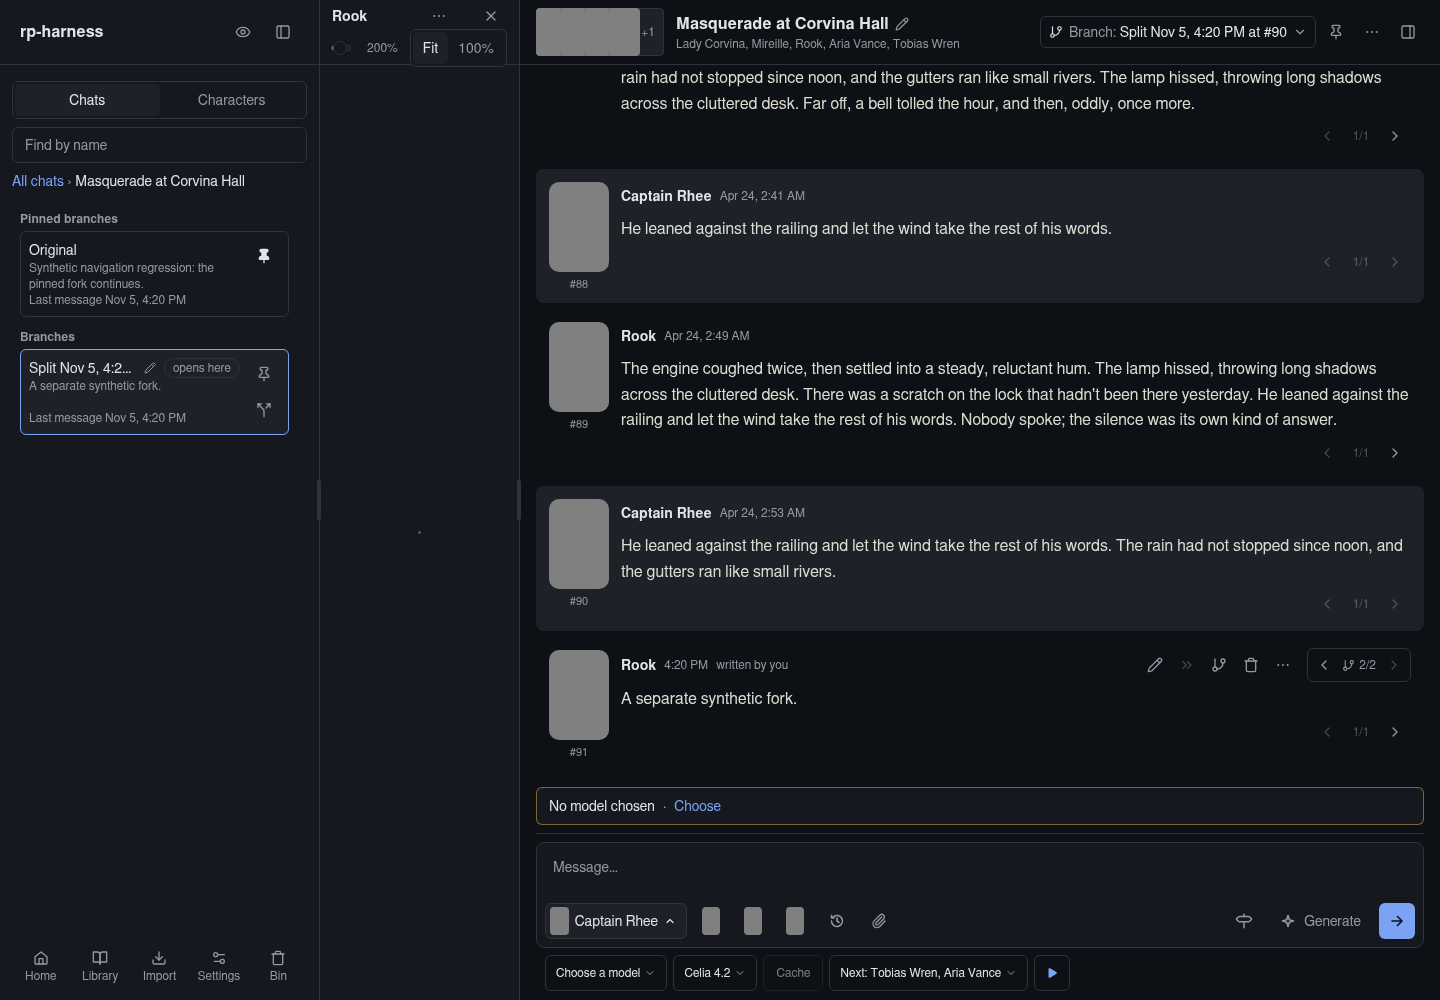 rp-harness
Chats
Characters
Find by name
All chats › Masquerade at Corvina Hall
Pinned branches
Original
Synthetic navigation regression: the
pinned fork continues.
Last message Nov 5, 4:20 PM
Branches
Split Nov 5, 4:2... opens here
A separate synthetic fork.
Last message Nov 5, 4:20 PM
Home
Library
Import
Settings
Bin
Rook
200%
Fit
100%
+1
Masquerade at Corvina Hall
Lady Corvina, Mireille, Rook, Aria Vance, Tobias Wren
Branch: Split Nov 5, 4:20 PM at #90
rain had not stopped since noon, and the gutters ran like small rivers. The lamp hissed, throwing long shadows
across the cluttered desk. Far off, a bell tolled the hour, and then, oddly, once more.
1/1
Captain Rhee Apr 24, 2:41 AM
He leaned against the railing and let the wind take the rest of his words.
1/1
#88
Rook Apr 24, 2:49 AM
The engine coughed twice, then settled into a steady, reluctant hum. The lamp hissed, throwing long shadows
across the cluttered desk. There was a scratch on the lock that hadn't been there yesterday. He leaned against the
railing and let the wind take the rest of his words. Nobody spoke; the silence was its own kind of answer.
#89
1/1
Captain Rhee Apr 24, 2:53 AM
He leaned against the railing and let the wind take the rest of his words. The rain had not stopped since noon, and
the gutters ran like small rivers.
#90
1/1
Rook 4:20 PM written by you
2/2
A separate synthetic fork.
1/1
#91
No model chosen · Choose
Message...
Captain Rhee
Generate
Choose a model
Celia 4.2
Cache
Next: Tobias Wren, Aria Vance